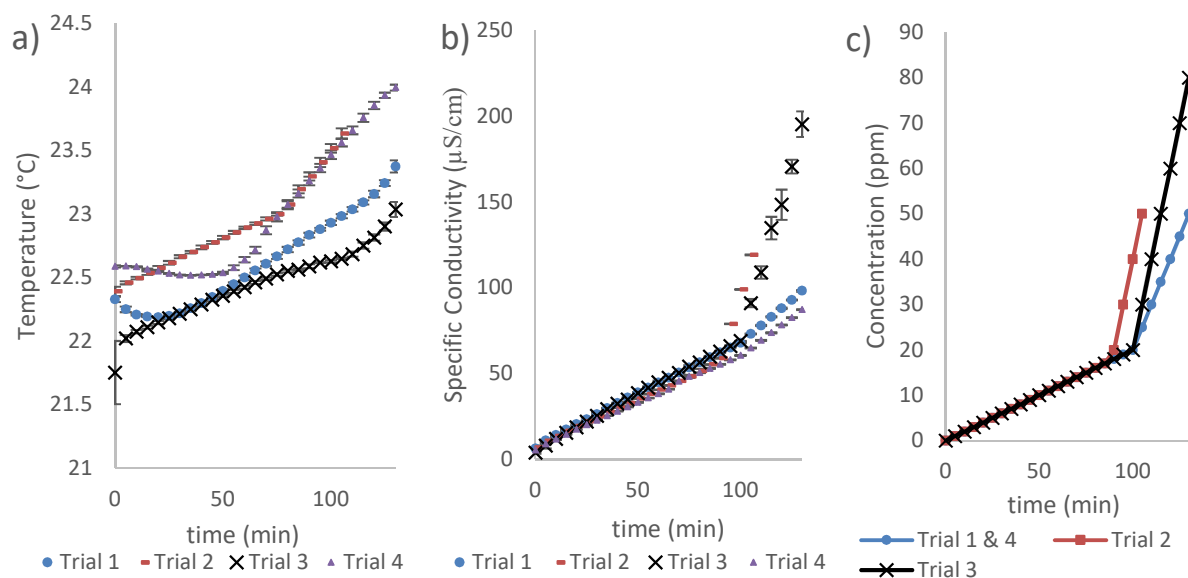 a)
24.5
24
23.5
23
22.5
22
21.5
21
Temperature (°C)
0 50 100
time (min)
Trial 1 Trial 2 Trial 3 Trial 4
b)
250
200
150
100
50
0
Specific Conductivity (µS/cm)
0 50 100
time (min)
Trial 1 Trial 2 Trial 3 Trial 4
c)
90
80
70
60
50
40
30
20
10
0
Concentration (ppm)
0 50 100
time (min)
Trial 1 & 4 Trial 2
Trial 3